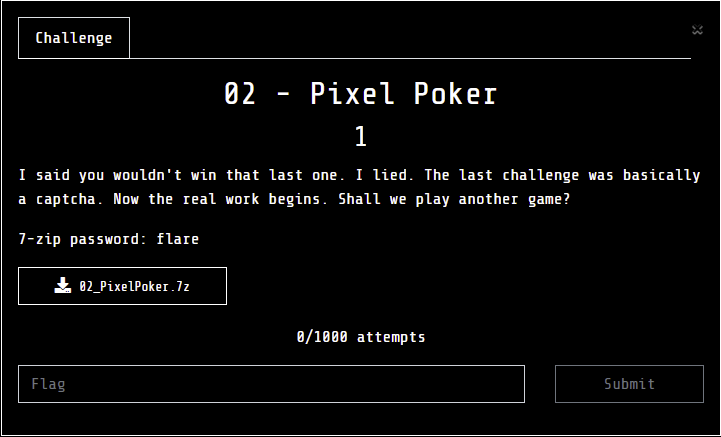 Challenge
02 - Pixel Poker
1
I said you wouldn't win that last one. I lied. The last challenge was basically
a captcha. Now the real work begins. Shall we play another game?
7-zip password: flare
02_PixelPoker.7z
0/1000 attempts
Flag
Submit